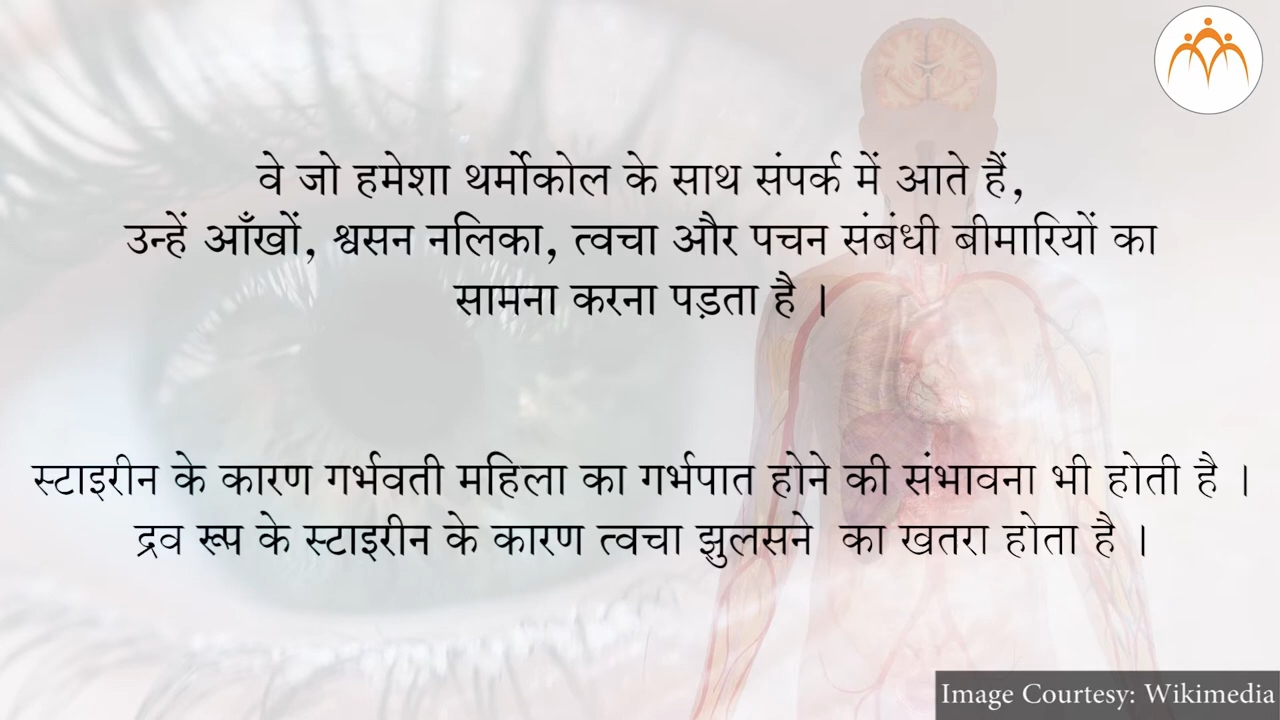 वे जो हमेशा थर्मोकोल के साथ संपर्क में आते हैं,
उन्हें आँखों, श्वसन नलिका, त्वचा और पचन संबंधी बीमारियों का
सामना करना पड़ता है ।
स्टाइरीन के कारण गर्भवती महिला का गर्भपात होने की संभावना भी होती है ।
द्रव रूप के स्टाइरीन के कारण त्वचा झुलसने का खतरा होता है ।
Image Courtesy: Wikimedia